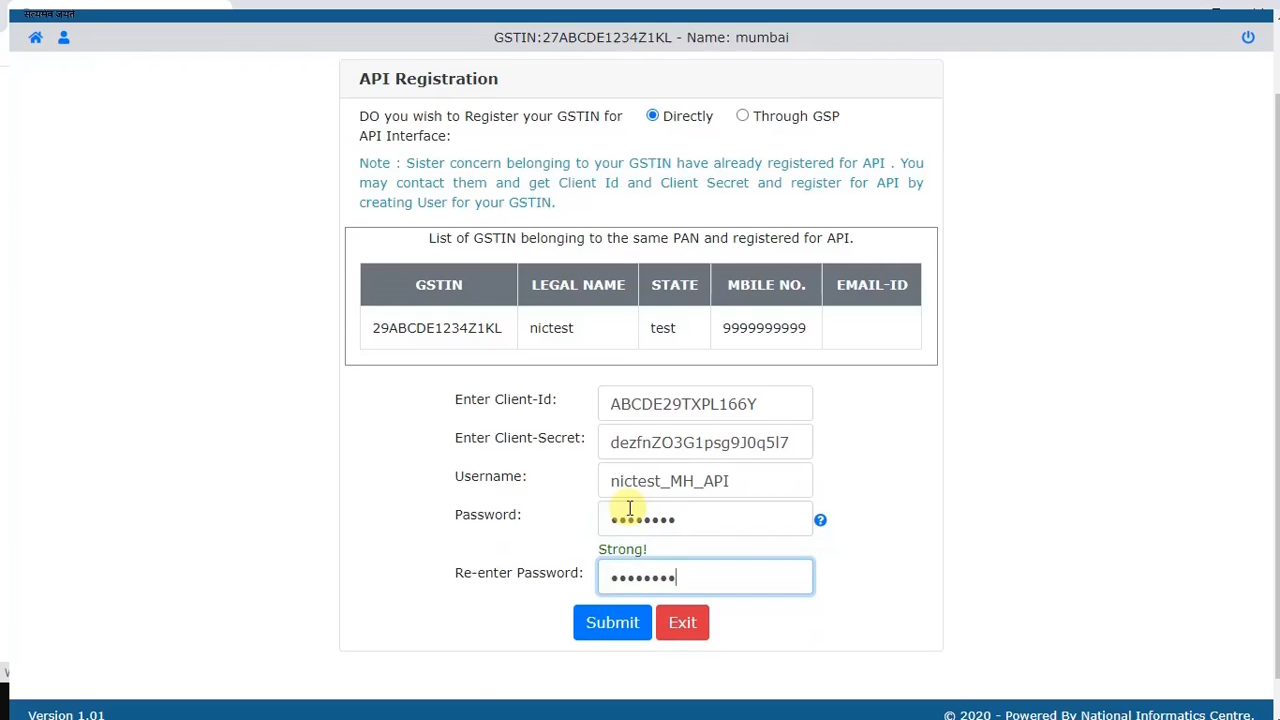 सत्यमेव जयते
GSTIN:27ABCDE1234Z1KL - Name: mumbai
API Registration
DO you wish to Register your GSTIN for
API Interface:
Directly
Through GSP
Note : Sister concern belonging to your GSTIN have already registered for API . You
may contact them and get Client Id and Client Secret and register for API by
creating User for your GSTIN.
List of GSTIN belonging to the same PAN and registered for API.
GSTIN LEGAL NAME STATE MBILE NO. EMAIL-ID
29ABCDE1234Z1KL nictest test 9999999999
Enter Client-Id: ABCDE29TXPL166Y
Enter Client-Secret: dezfnZO3G1psg9J0q5l7
Username: nictest_MH_API
Password: ••••••••
Strong!
Re-enter Password: ••••••••
Submit Exit
Version 1.01
© 2020 - Powered By National Informatics Centre.